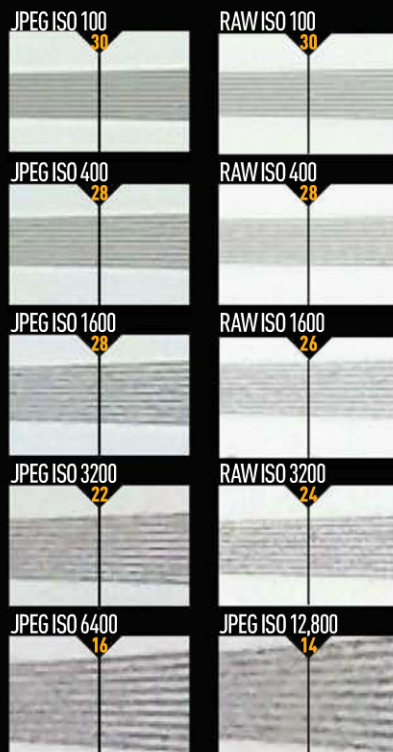 JPEG ISO 100
30
RAW ISO 100
30
JPEG ISO 400
28
RAW ISO 400
28
JPEG ISO 1600
28
RAW ISO 1600
26
JPEG ISO 3200
22
RAW ISO 3200
24
JPEG ISO 6400
16
JPEG ISO 12,800
14